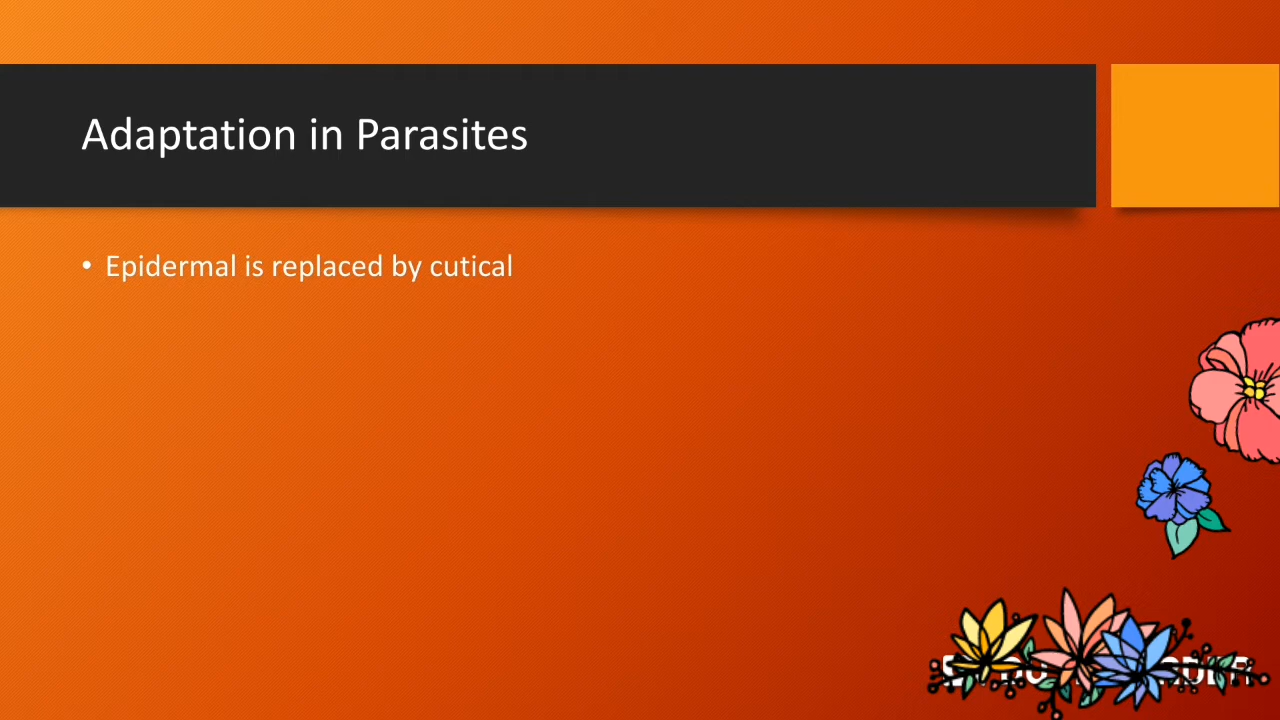 Adaptation in Parasites
• Epidermal is replaced by cutical